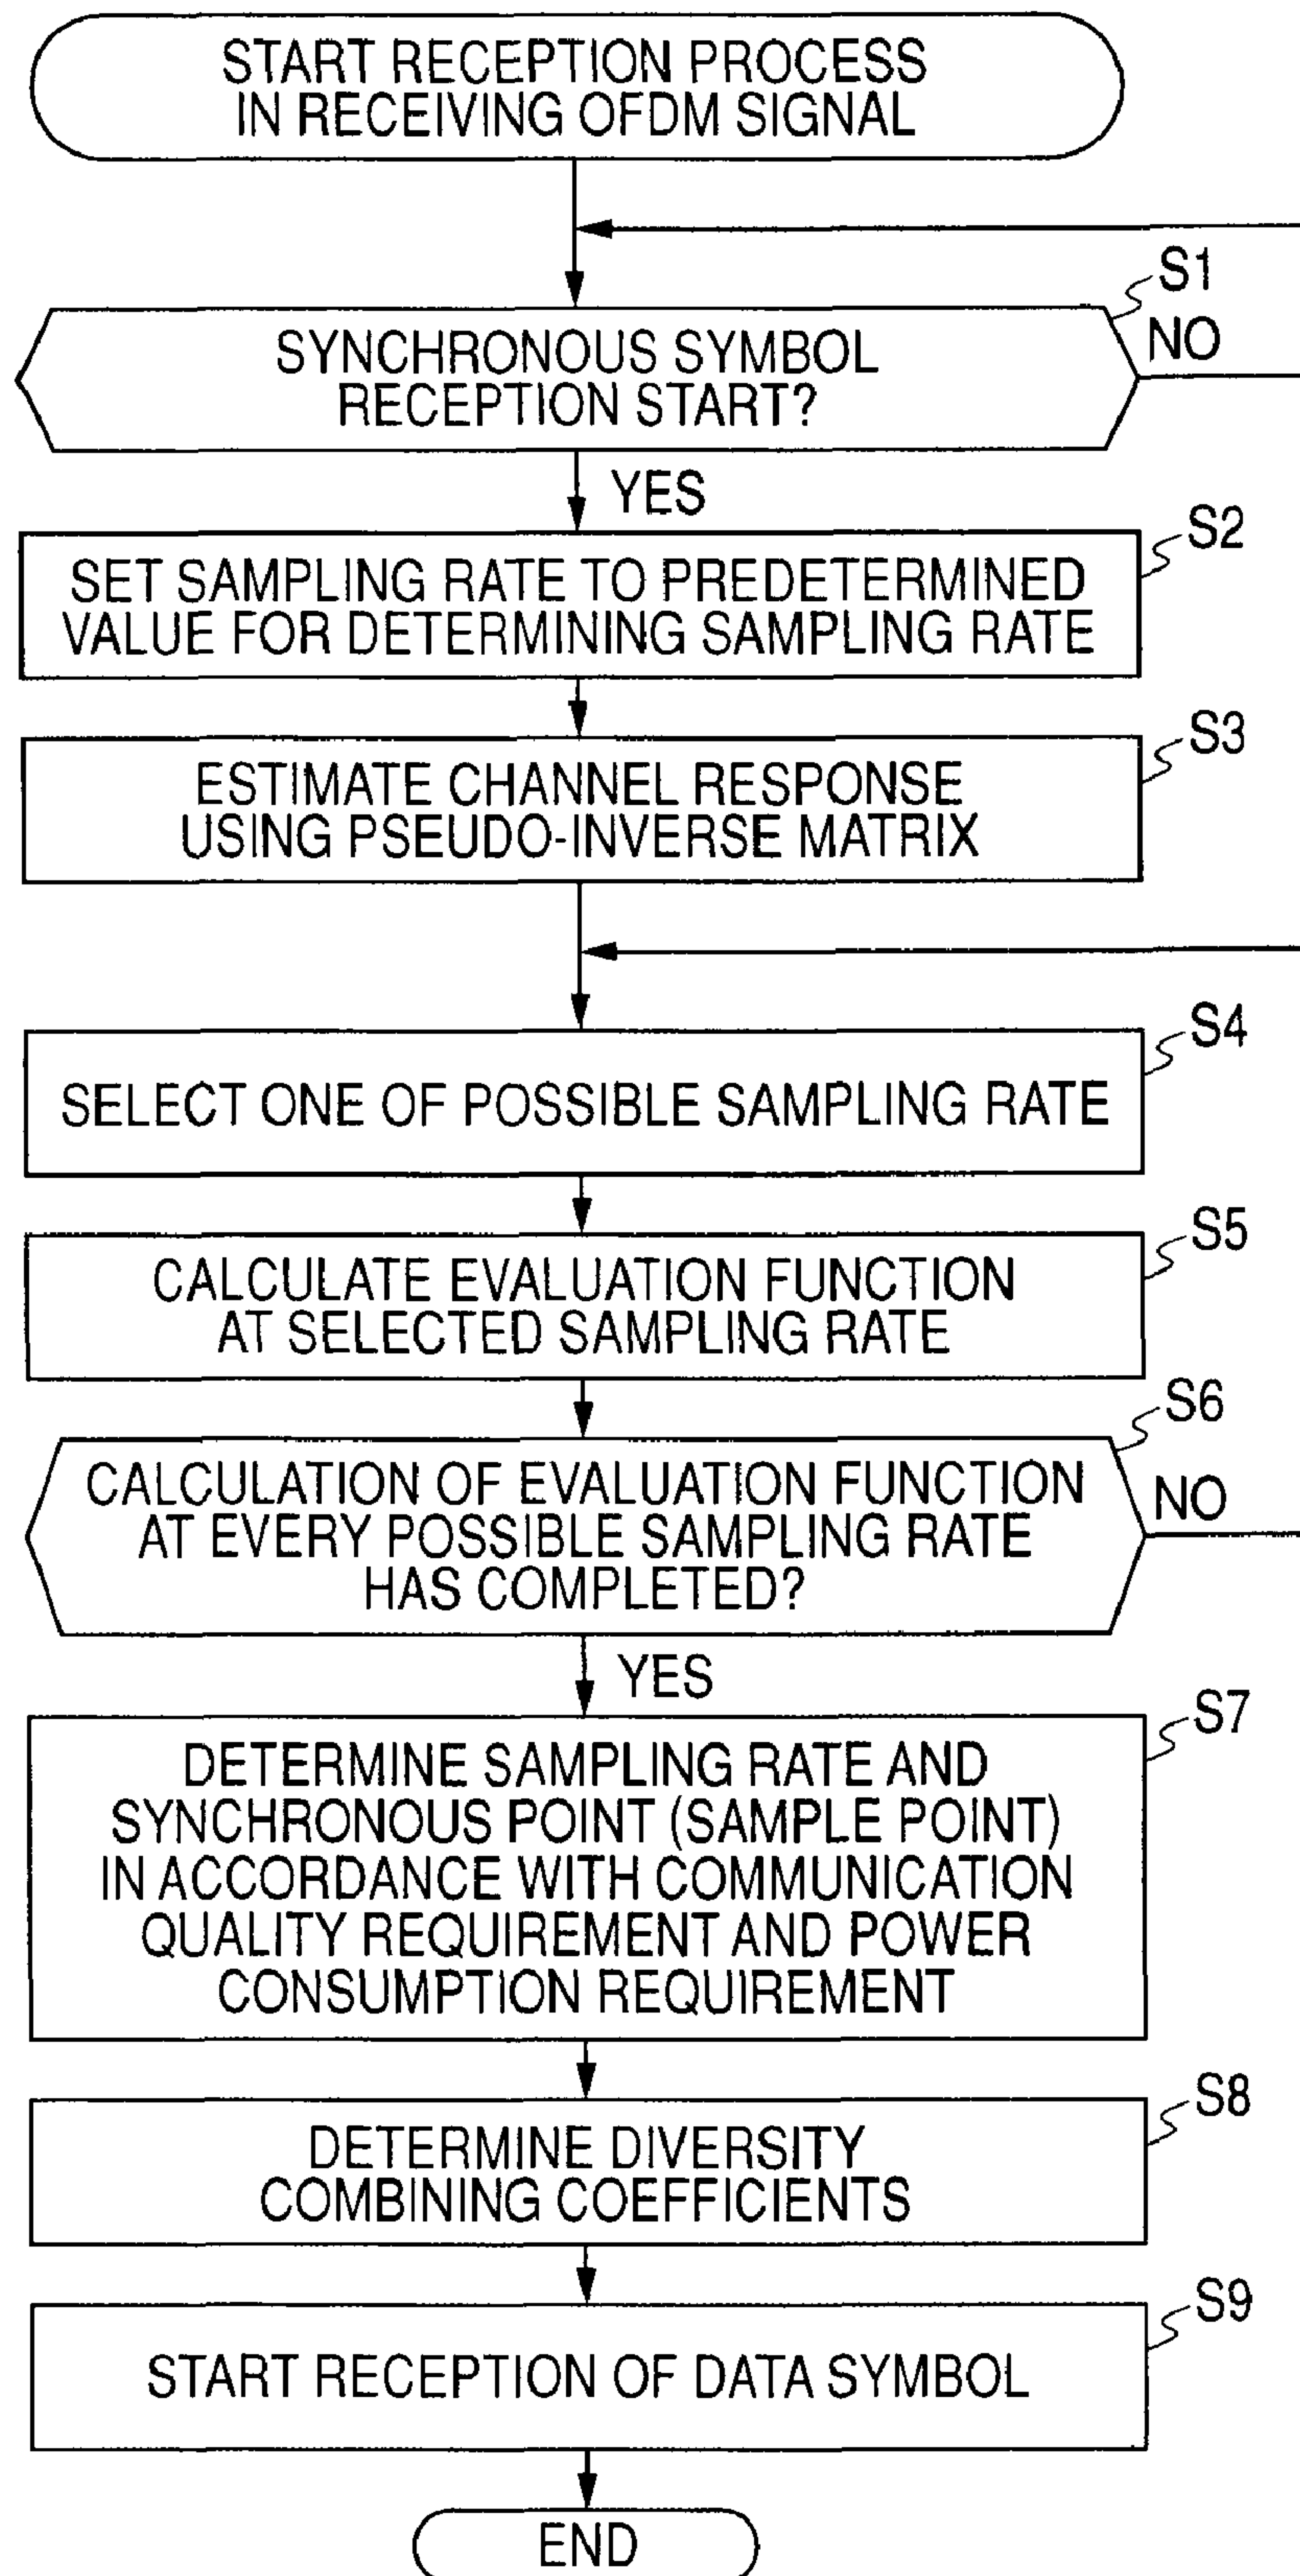 START RECEPTION PROCESS
IN RECEIVING OFDM SIGNAL
S1
SYNCHRONOUS SYMBOL
RECEPTION START?
NO
YES
S2
SET SAMPLING RATE TO PREDETERMINED
VALUE FOR DETERMINING SAMPLING RATE
S3
ESTIMATE CHANNEL RESPONSE
USING PSEUDO-INVERSE MATRIX
S4
SELECT ONE OF POSSIBLE SAMPLING RATE
S5
CALCULATE EVALUATION FUNCTION
AT SELECTED SAMPLING RATE
S6
CALCULATION OF EVALUATION FUNCTION
AT EVERY POSSIBLE SAMPLING RATE
HAS COMPLETED?
NO
YES
S7
DETERMINE SAMPLING RATE AND
SYNCHRONOUS POINT (SAMPLE POINT)
IN ACCORDANCE WITH COMMUNICATION
QUALITY REQUIREMENT AND POWER
CONSUMPTION REQUIREMENT
S8
DETERMINE DIVERSITY
COMBINING COEFFICIENTS
S9
START RECEPTION OF DATA SYMBOL
END